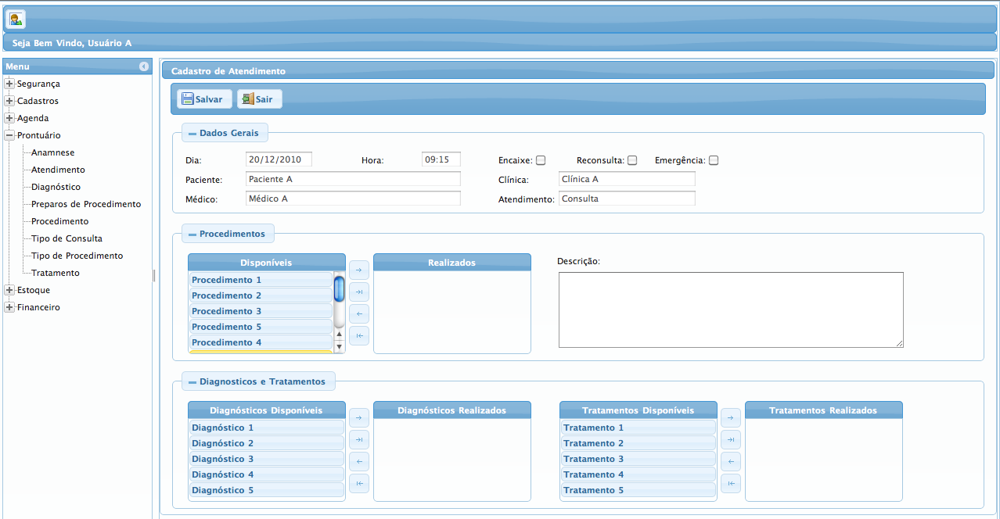 Seja Bem Vindo, Usuário A
Menu
Segurança
Cadastros
Agenda
Prontuário
Anamnese
Atendimento
Diagnóstico
Preparos de Procedimento
Procedimento
Tipo de Consulta
Tipo de Procedimento
Tratamento
Estoque
Financeiro
Cadastro de Atendimento
Salvar Sair
Dados Gerais
Dia: 20/12/2010 Hora: 09:15 Encaixe: Reconsulta: Emergência:
Paciente: Paciente A Clínica: Clínica A
Médico: Médico A Atendimento: Consulta
Procedimentos
Disponíveis Realizados Descrição:
Procedimento 1
Procedimento 2
Procedimento 3
Procedimento 5
Procedimento 4
Diagnosticos e Tratamentos
Diagnósticos Disponíveis Diagnósticos Realizados Tratamentos Disponíveis Tratamentos Realizados
Diagnóstico 1 Tratamento 1
Diagnóstico 2 Tratamento 2
Diagnóstico 3 Tratamento 3
Diagnóstico 4 Tratamento 4
Diagnóstico 5 Tratamento 5